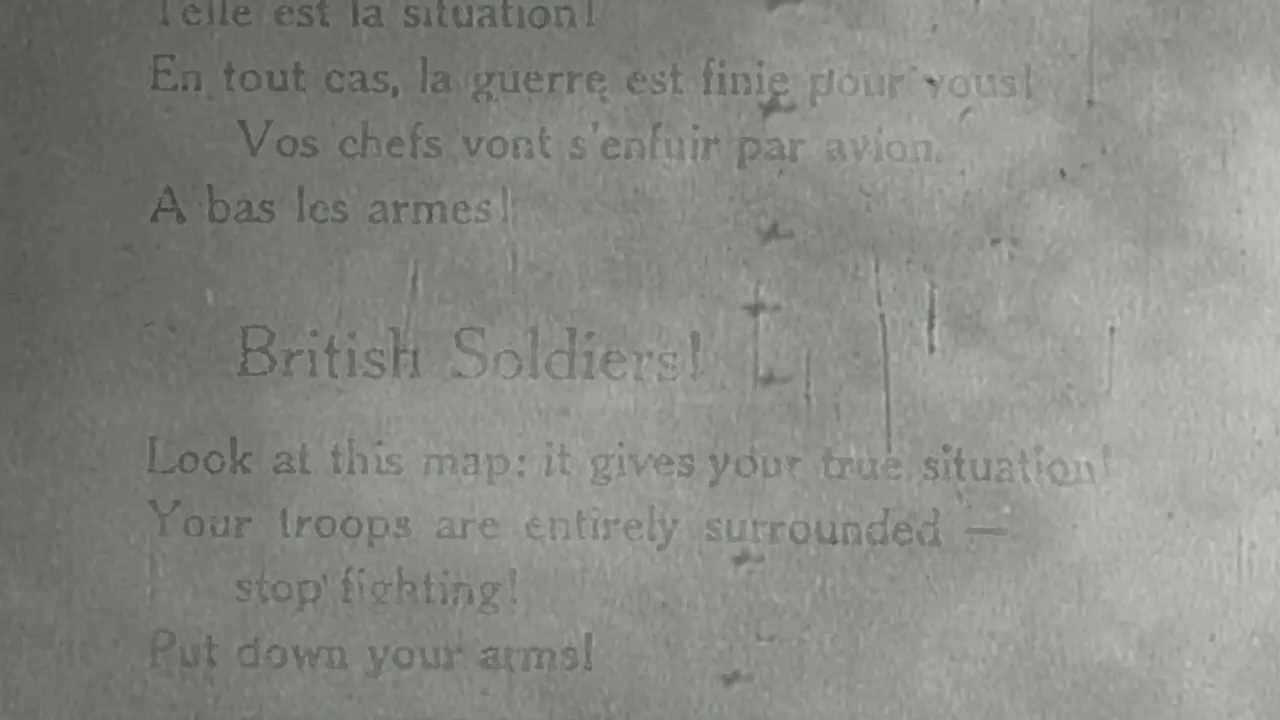 Telle est la situation!
En tout cas, la guerre est finie pour vous!
Vos chefs vont s'enfuir par avion.
A bas les armes!
British Soldiers!
Look at this map: it gives your true situation!
Your troops are entirely surrounded —
stop fighting!
Put down your arms!